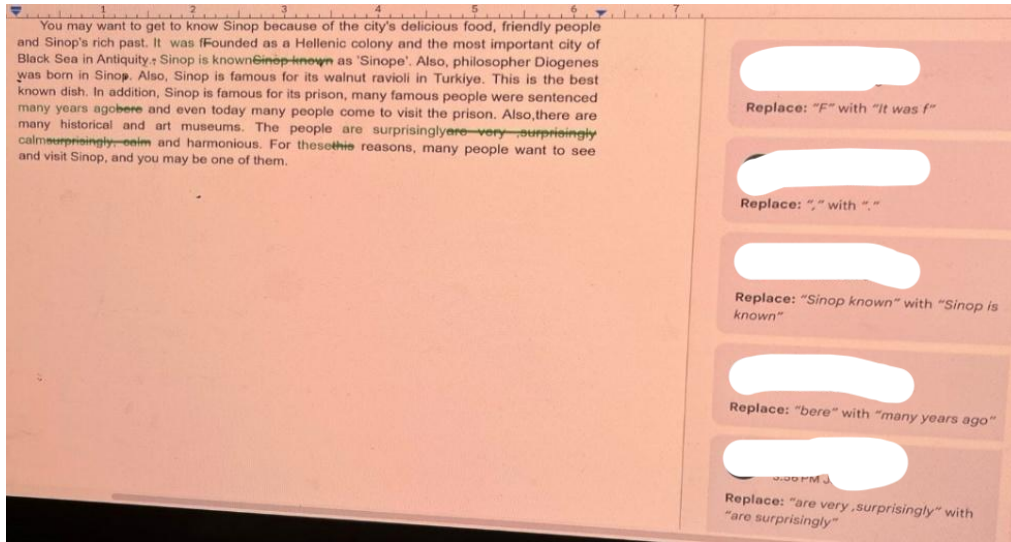 1 2 3 4 5 6 7
You may want to get to know Sinop because of the city's delicious food, friendly people
and Sinop's rich past. It was fFounded as a Hellenic colony and the most important city of
Black Sea in Antiquity., Sinop is knownSinop known as 'Sinope'. Also, philosopher Diogenes
was born in Sinop. Also, Sinop is famous for its walnut ravioli in Turkiye. This is the best
known dish. In addition, Sinop is famous for its prison, many famous people were sentenced
many years agobere and even today many people come to visit the prison. Also,there are
many historical and art museums. The people are surprisinglyare very ,surprisingly
calmsurprisingly, calm and harmonious. For thesethis reasons, many people want to see
and visit Sinop, and you may be one of them.
Replace: "F" with "It was f"
Replace: "," with "."
Replace: "Sinop known" with "Sinop is
known"
Replace: "bere" with "many years ago"
Replace: "are very ,surprisingly" with
"are surprisingly"